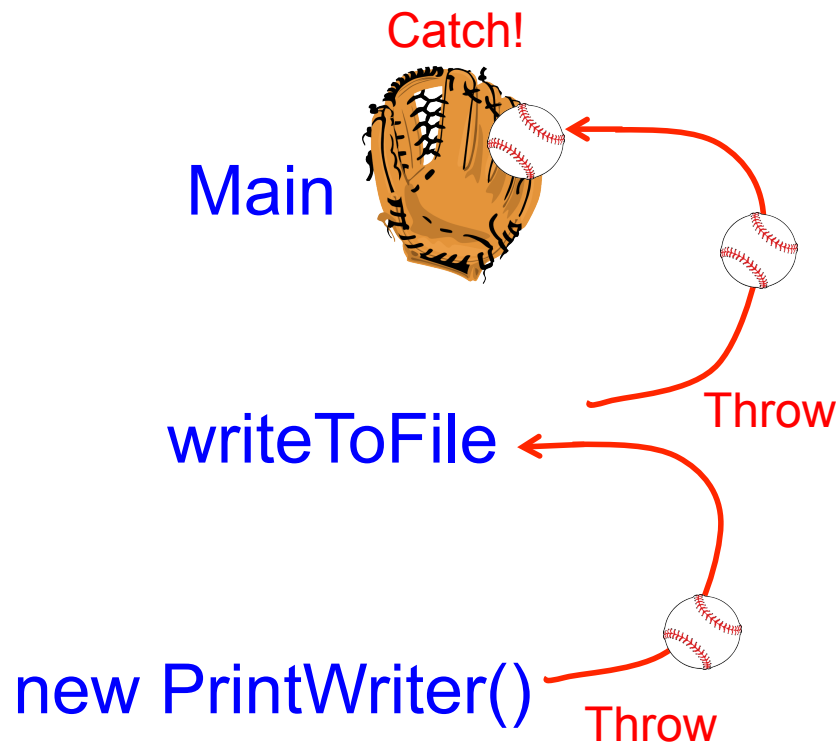 Catch!
Main
Throw
writeToFile
new PrintWriter()
Throw